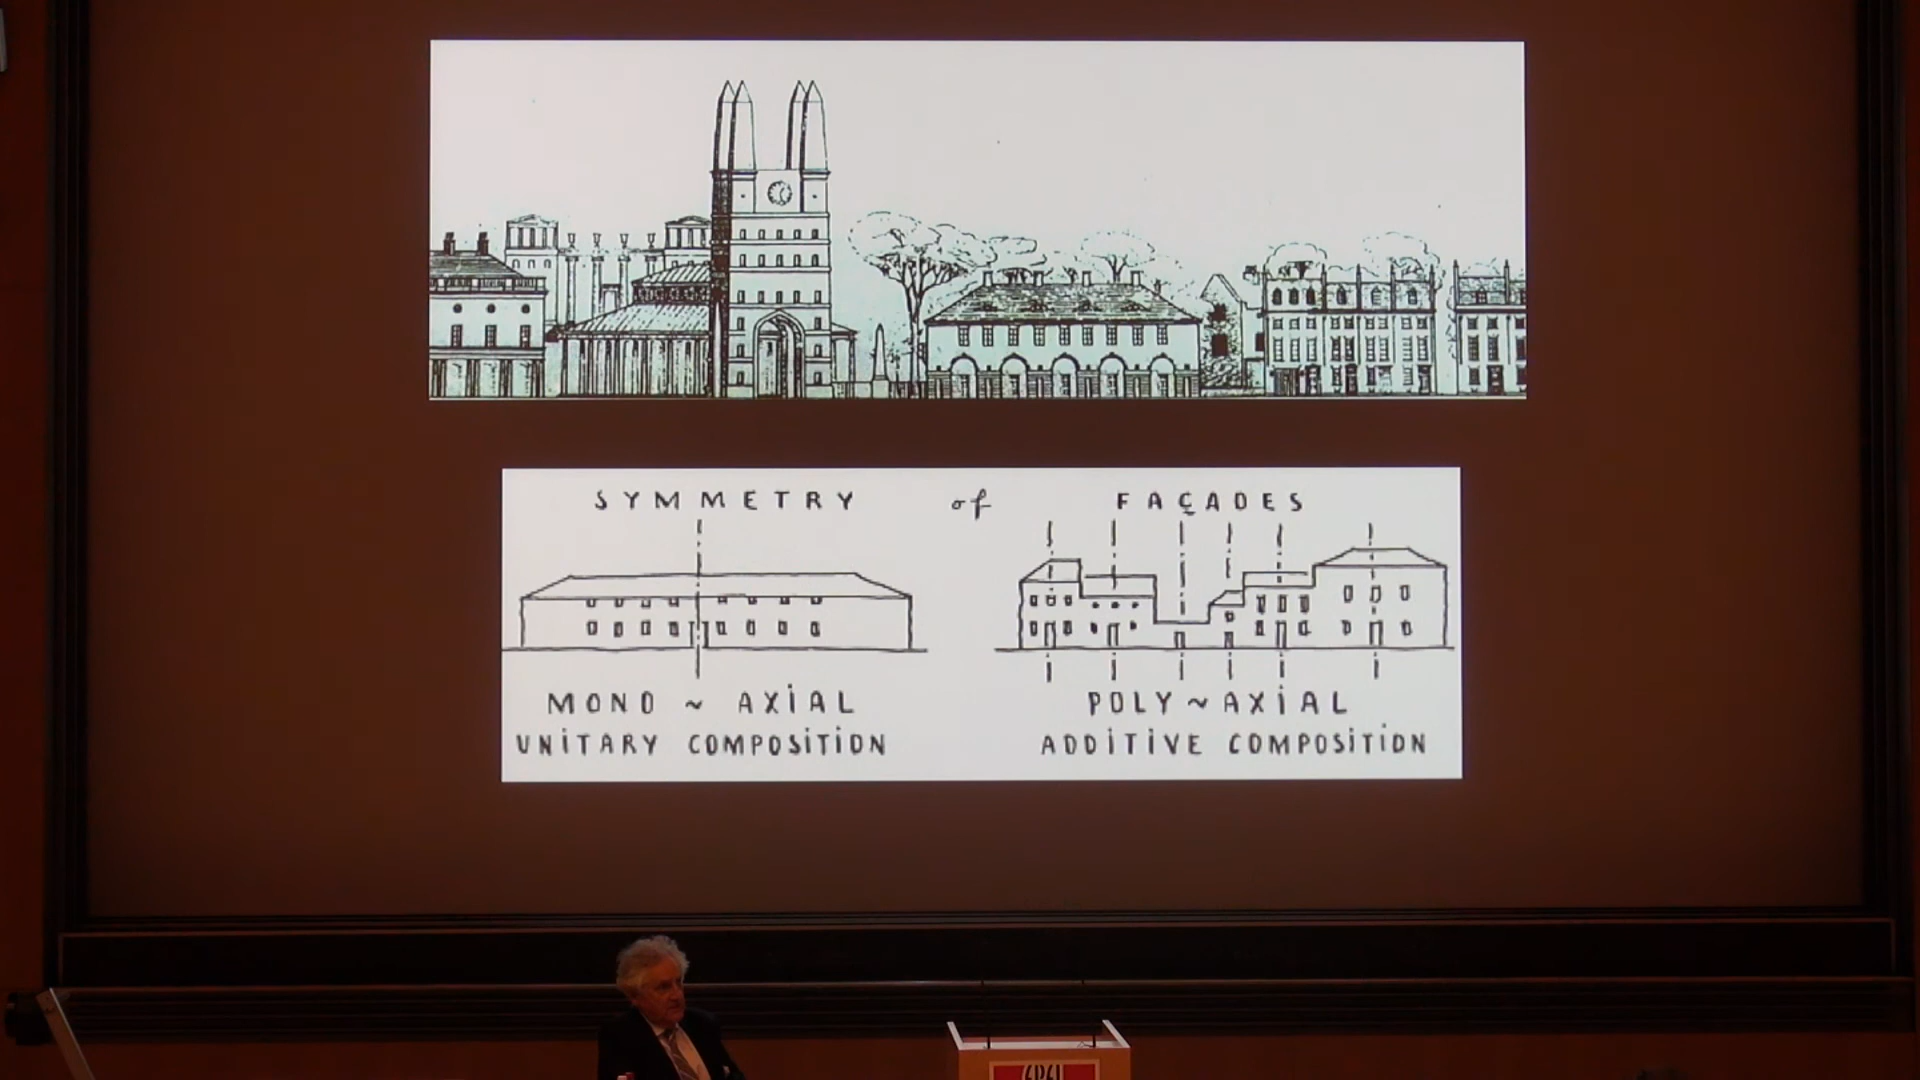 SYMMETRY of FAÇADES
MONO ~ AXiAL
UNiTARY COMPOSiTiON
POLY ~ AXiAL
ADDiTiVE COMPOSiTiON